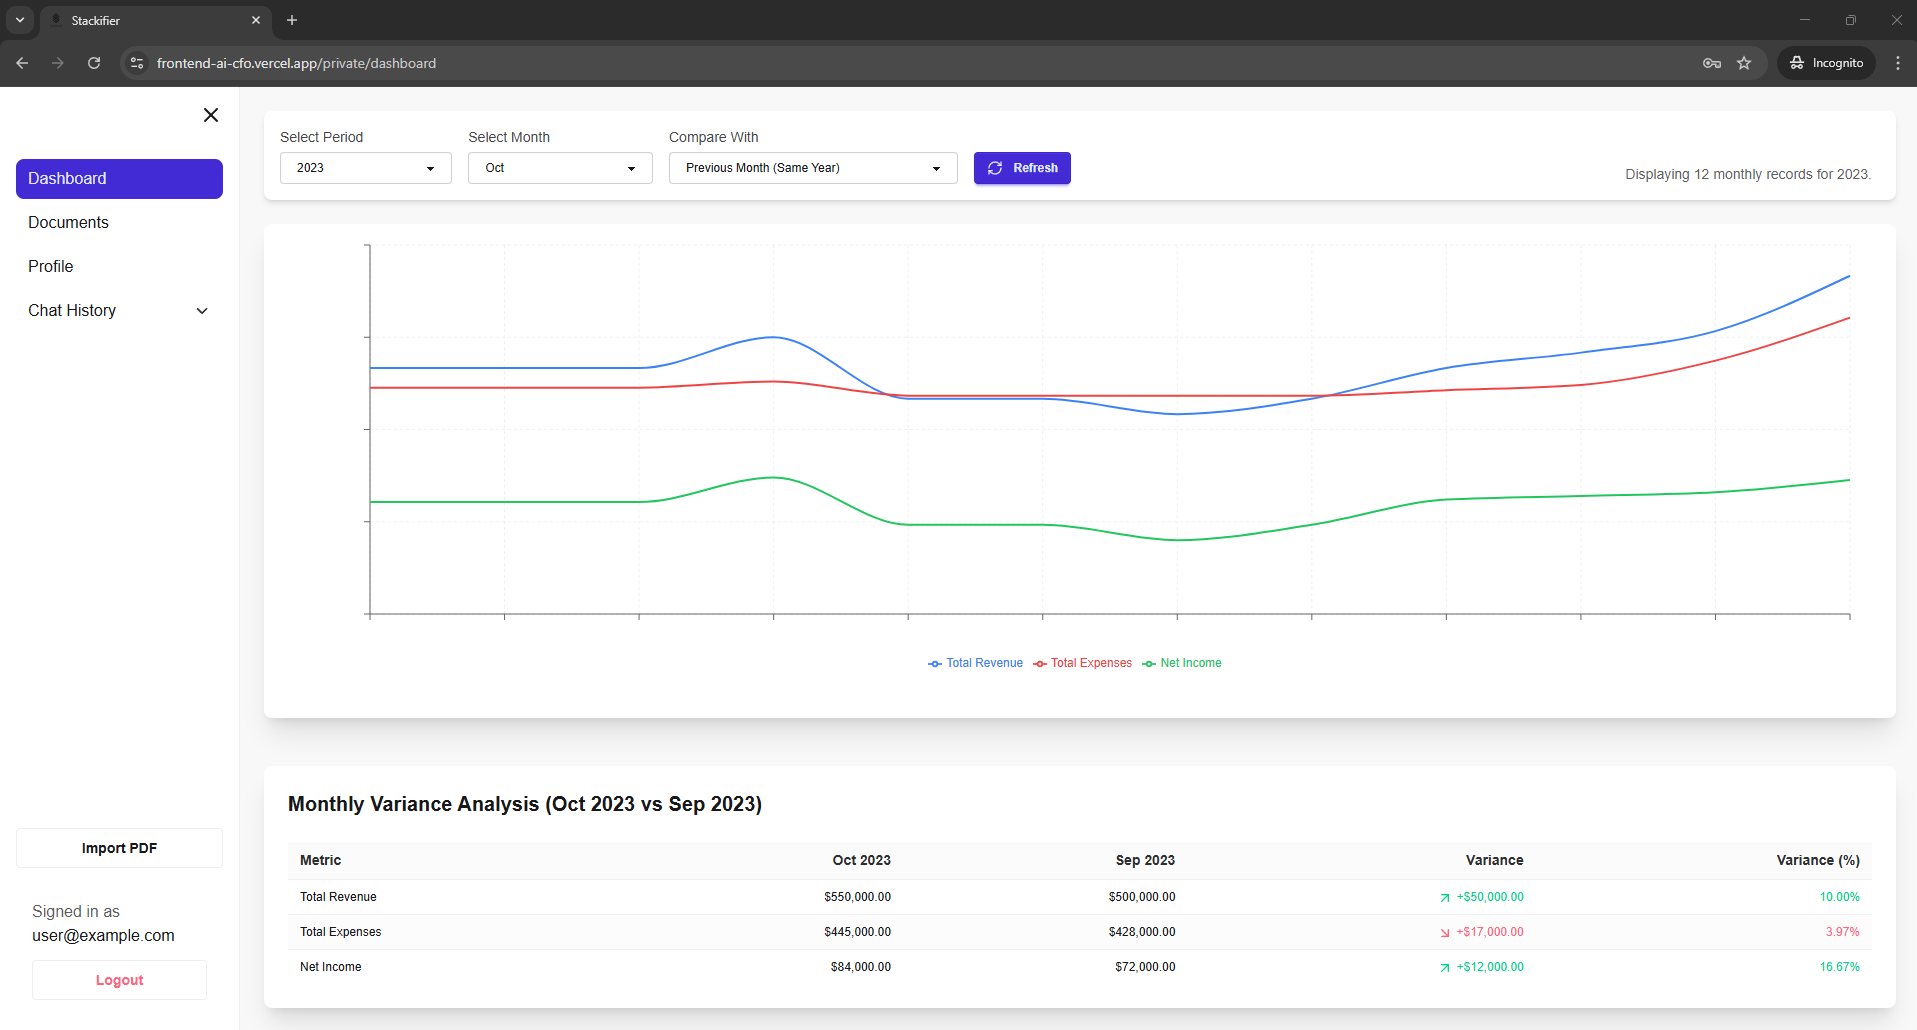 Stackifier
frontend-ai-cfo.vercel.app/private/dashboard
Incognito
Dashboard
Documents
Profile
Chat History
Import PDF
Signed in as
user@example.com
Logout
Select Period
Select Month
Compare With
2023
Oct
Previous Month (Same Year)
Refresh
Displaying 12 monthly records for 2023.
Total Revenue
Total Expenses
Net Income
Monthly Variance Analysis (Oct 2023 vs Sep 2023)
Metric Oct 2023 Sep 2023 Variance Variance (%)
Total Revenue $550,000.00 $500,000.00 +$50,000.00 10.00%
Total Expenses $445,000.00 $428,000.00 +$17,000.00 3.97%
Net Income $84,000.00 $72,000.00 +$12,000.00 16.67%